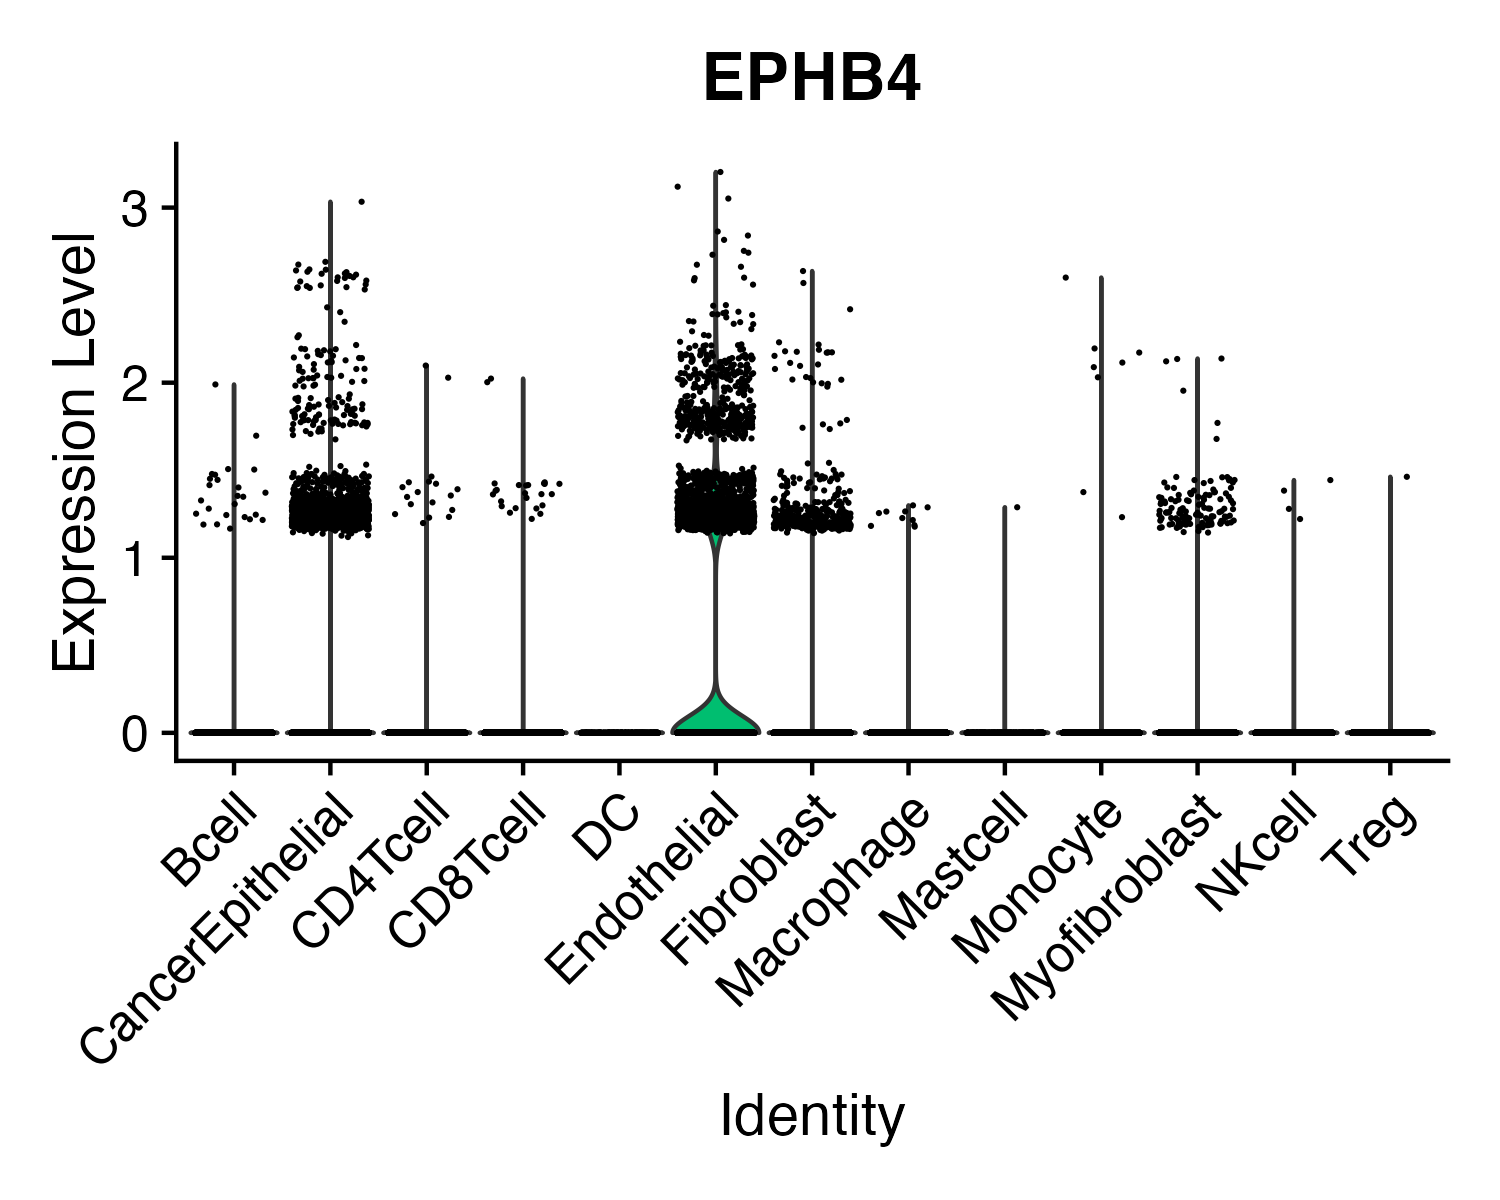 EPHB4
Expression Level
3
2
1
0
Bcell
CancerEpithelial
CD4Tcell
CD8Tcell
DC
Endothelial
Fibroblast
Macrophage
Mastcell
Monocyte
Myofibroblast
NKcell
Treg
Identity